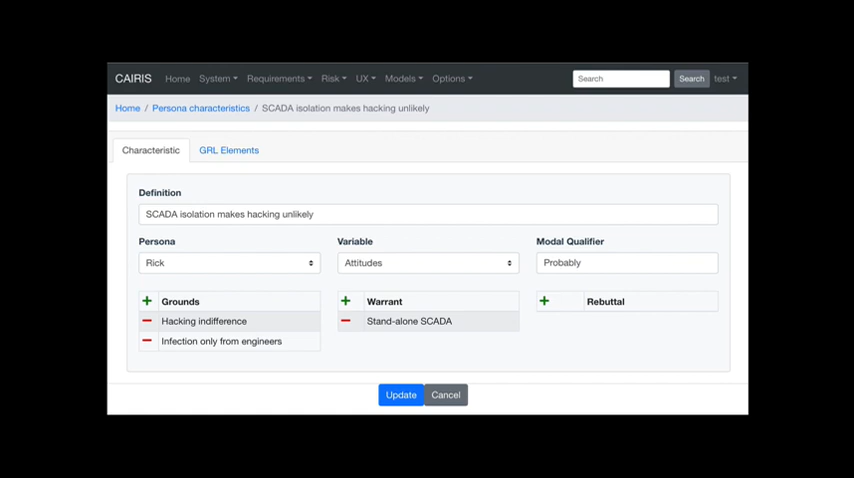 CAIRIS Home System Requirements Risk UX Models Options Search Search test
Home / Persona characteristics / SCADA isolation makes hacking unlikely
Characteristic GRL Elements
Definition
SCADA isolation makes hacking unlikely
Persona Variable Modal Qualifier
Rick Attitudes Probably
Grounds Warrant Rebuttal
Hacking indifference Stand-alone SCADA
Infection only from engineers
Update Cancel